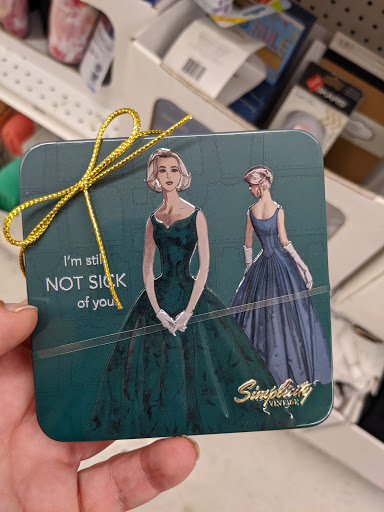 I'm still
NOT SICK
of you
Simplicity
VINTAGE